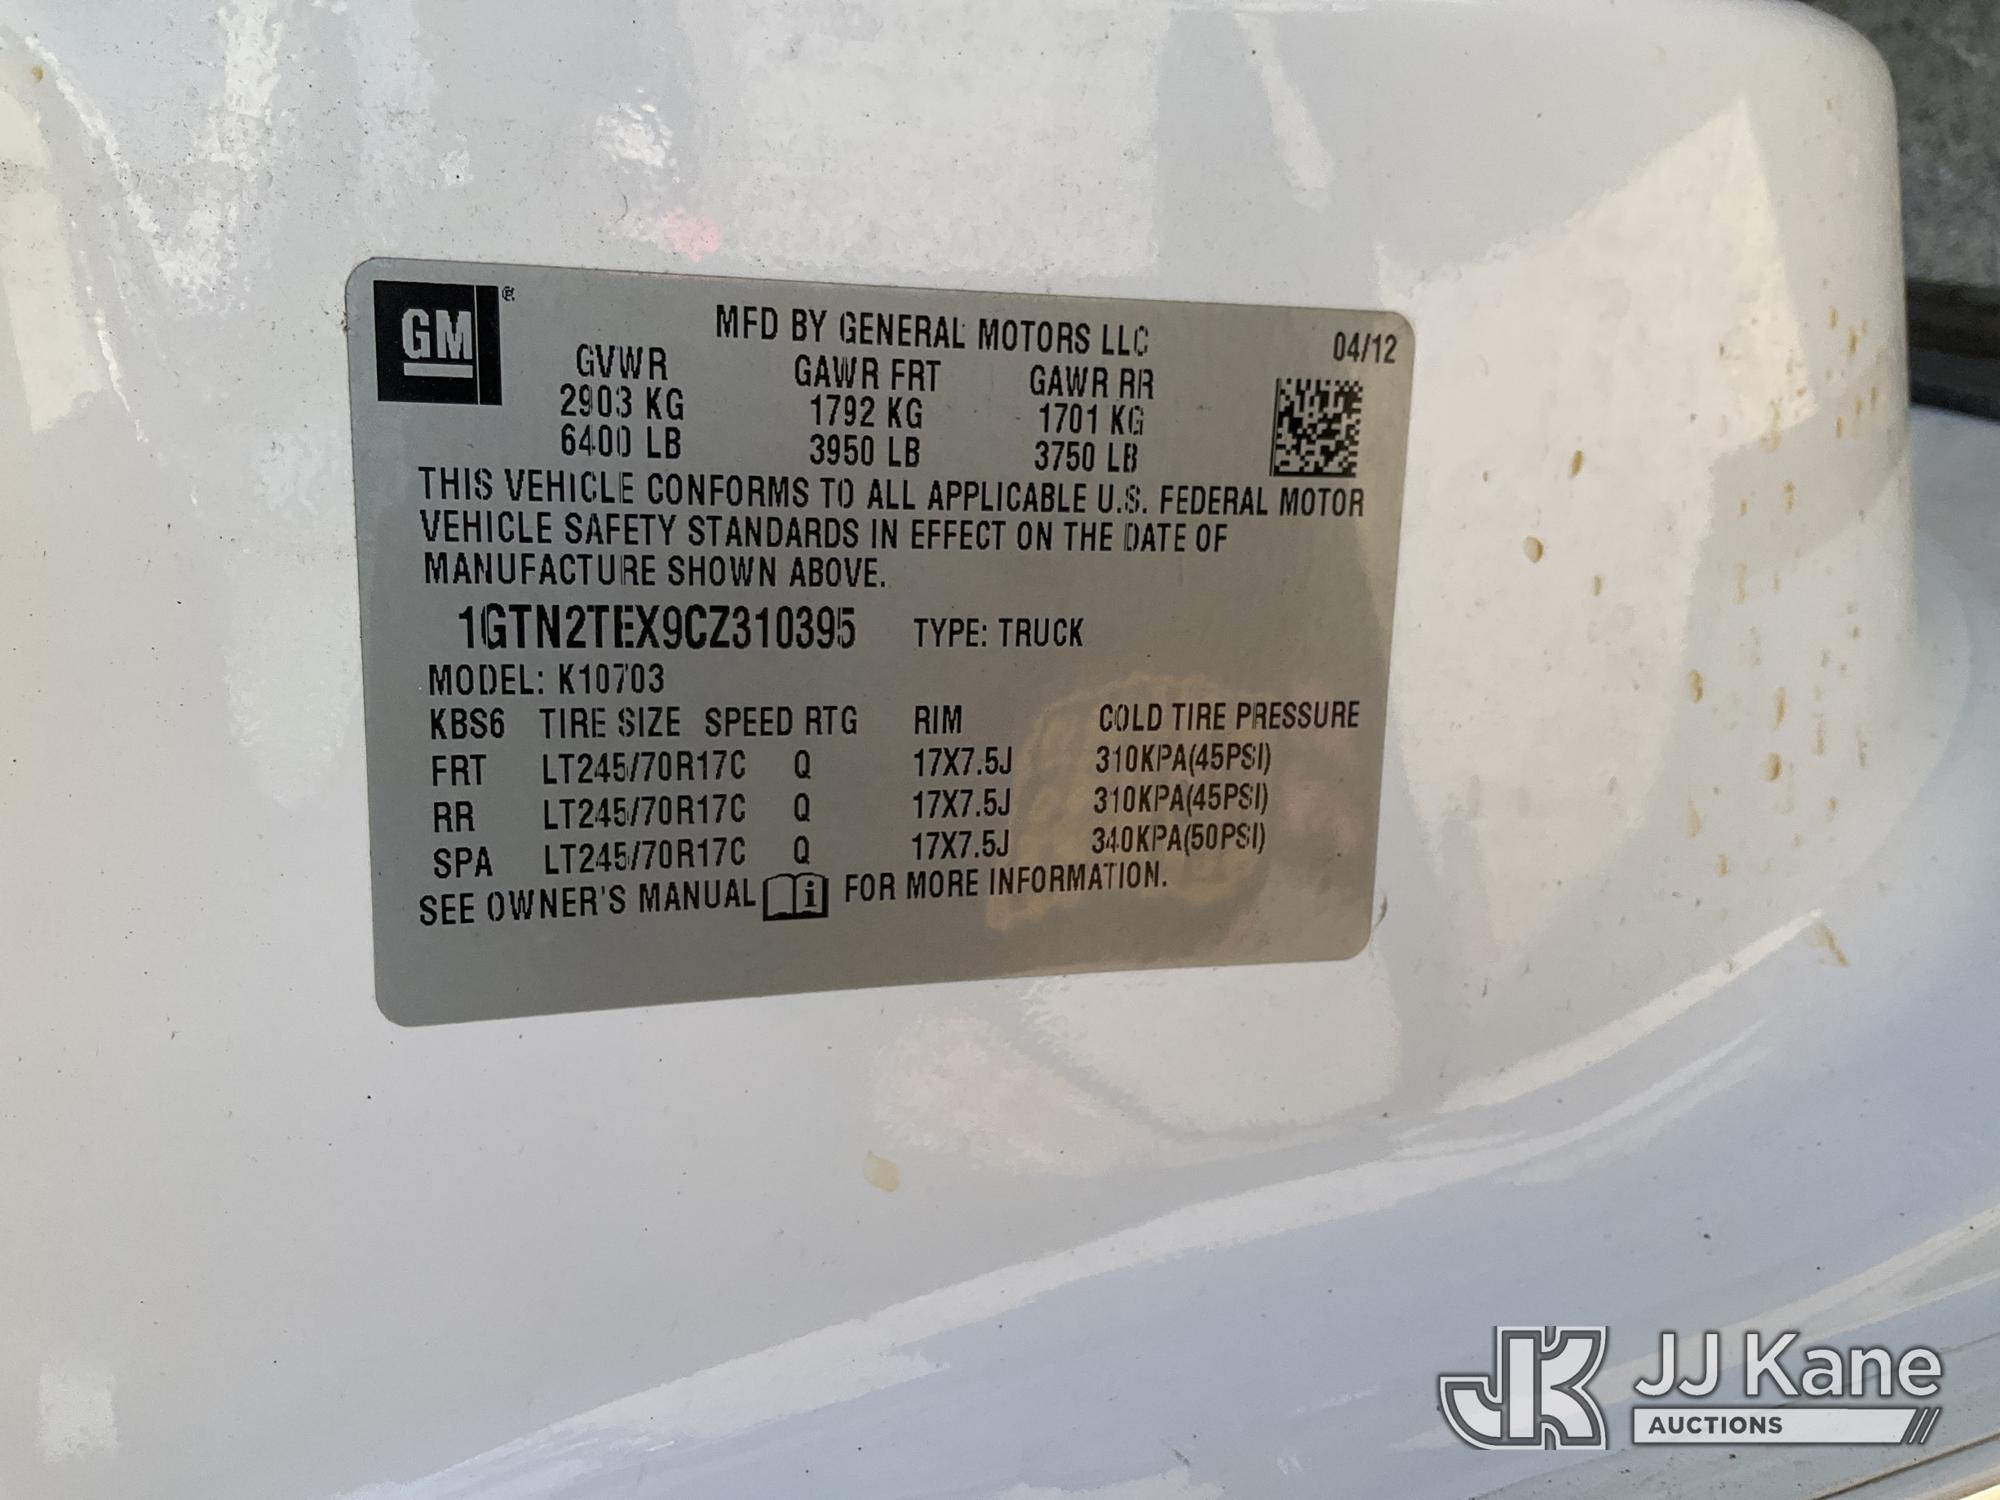 GM ®
MFD BY GENERAL MOTORS LLC 04/12
GVWR GAWR FRT GAWR RR
2903 KG 1792 KG 1701 KG
6400 LB 3950 LB 3750 LB
THIS VEHICLE CONFORMS TO ALL APPLICABLE U.S. FEDERAL MOTOR
VEHICLE SAFETY STANDARDS IN EFFECT ON THE DATE OF
MANUFACTURE SHOWN ABOVE.
1GTN2TEX9CZ310395 TYPE: TRUCK
MODEL: K10703
KBS6 TIRE SIZE SPEED RTG RIM COLD TIRE PRESSURE
FRT LT245/70R17C Q 17X7.5J 310KPA(45PSI)
RR LT245/70R17C Q 17X7.5J 310KPA(45PSI)
SPA LT245/70R17C Q 17X7.5J 340KPA(50PSI)
SEE OWNER'S MANUAL i FOR MORE INFORMATION.
JK JJ Kane
AUCTIONS